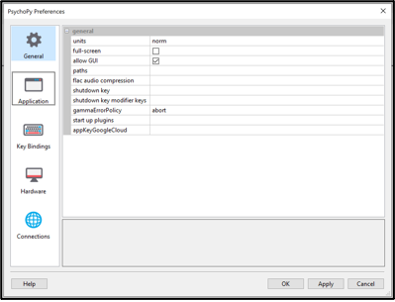 PsychoPy Preferences
General
Application
Key Bindings
Hardware
Connections
general
units norm
full-screen
allow GUI
paths
flac audio compression
shutdown key
shutdown key modifier keys
gammaErrorPolicy abort
start up plugins
appKeyGoogleCloud
Help OK Apply Cancel